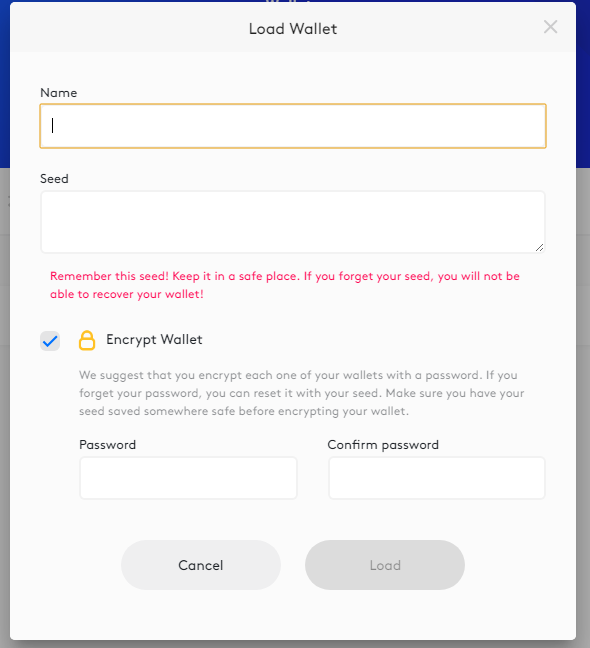 Load Wallet
Name
Seed
Remember this seed! Keep it in a safe place. If you forget your seed, you will not be
able to recover your wallet!
Encrypt Wallet
We suggest that you encrypt each one of your wallets with a password. If you
forget your password, you can reset it with your seed. Make sure you have your
seed saved somewhere safe before encrypting your wallet.
Password Confirm password
Cancel Load